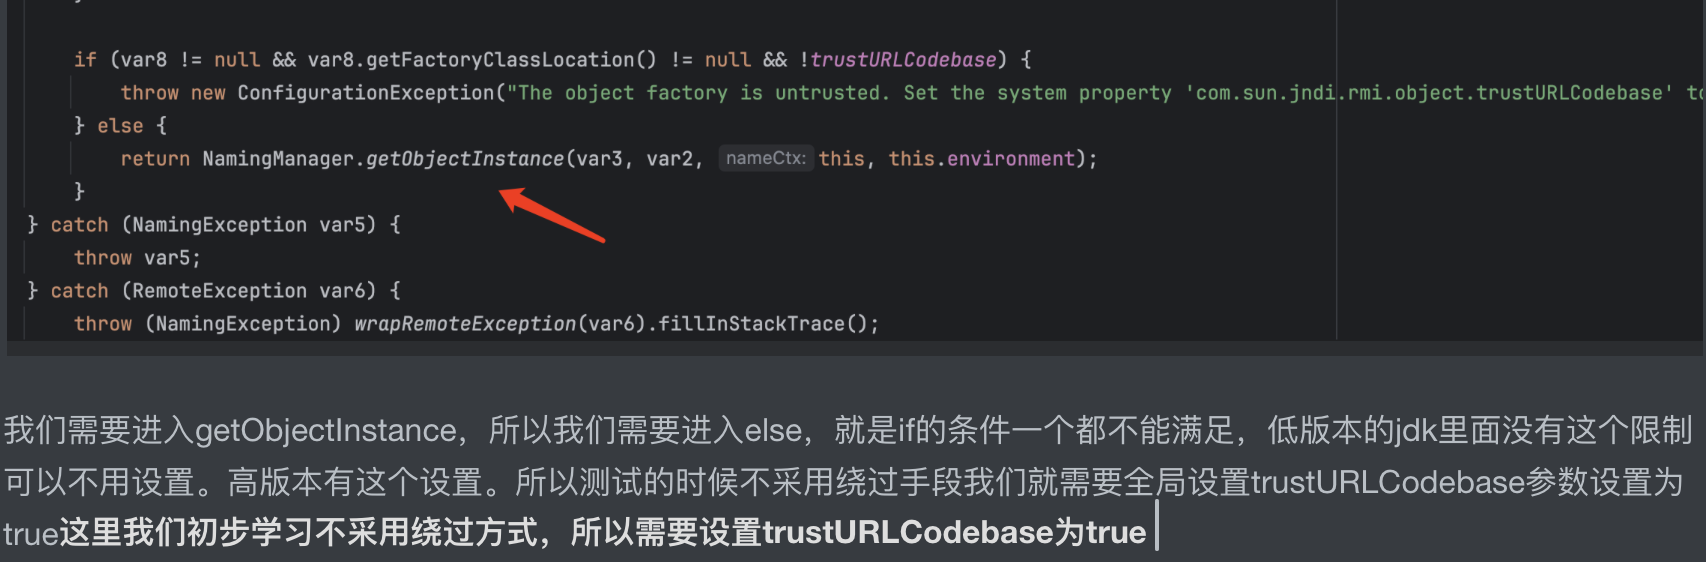 if (var8 != null && var8.getFactoryClassLocation() != null && !trustURLCodebase) {
throw new ConfigurationException("The object factory is untrusted. Set the system property 'com.sun.jndi.rmi.object.trustURLCodebase' to
} else {
return NamingManager.getObjectInstance(var3, var2, nameCtx: this, this.environment);
}
} catch (NamingException var5) {
throw var5;
} catch (RemoteException var6) {
throw (NamingException) wrapRemoteException(var6).fillInStackTrace();
我们需要进入getObjectInstance，所以我们需要进入else，就是if的条件一个都不能满足，低版本的jdk里面没有这个限制
可以不用设置。高版本有这个设置。所以测试的时候不采用绕过手段我们就需要全局设置trustURLCodebase参数设置为
true这里我们初步学习不采用绕过方式，所以需要设置trustURLCodebase为true